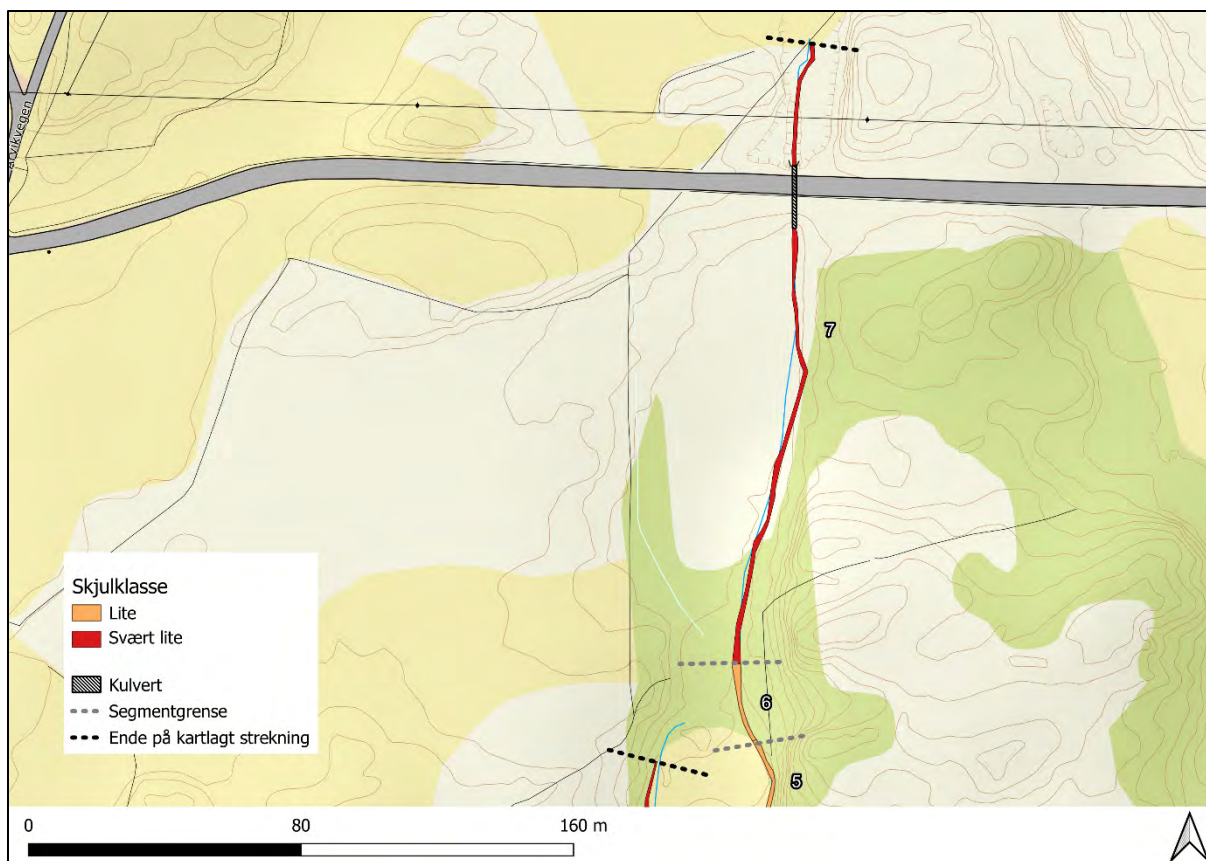 7
6
5
Skjulklasse
Lite
Svært lite
Kulvert
Segmentgrense
Ende på kartlagt strekning
0 80 160 m